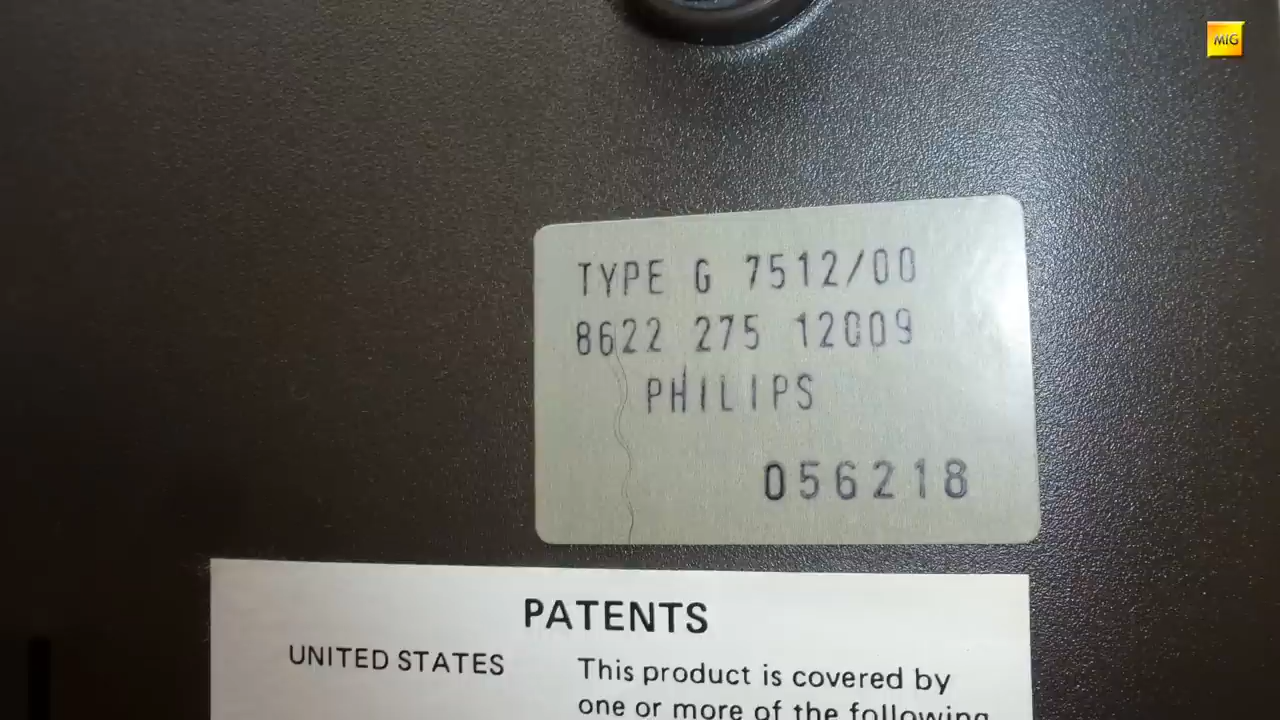 MIG
TYPE G 7512/00
8622 275 12009
PHILIPS
056218
PATENTS
UNITED STATES
This product is covered by
one or more of the following